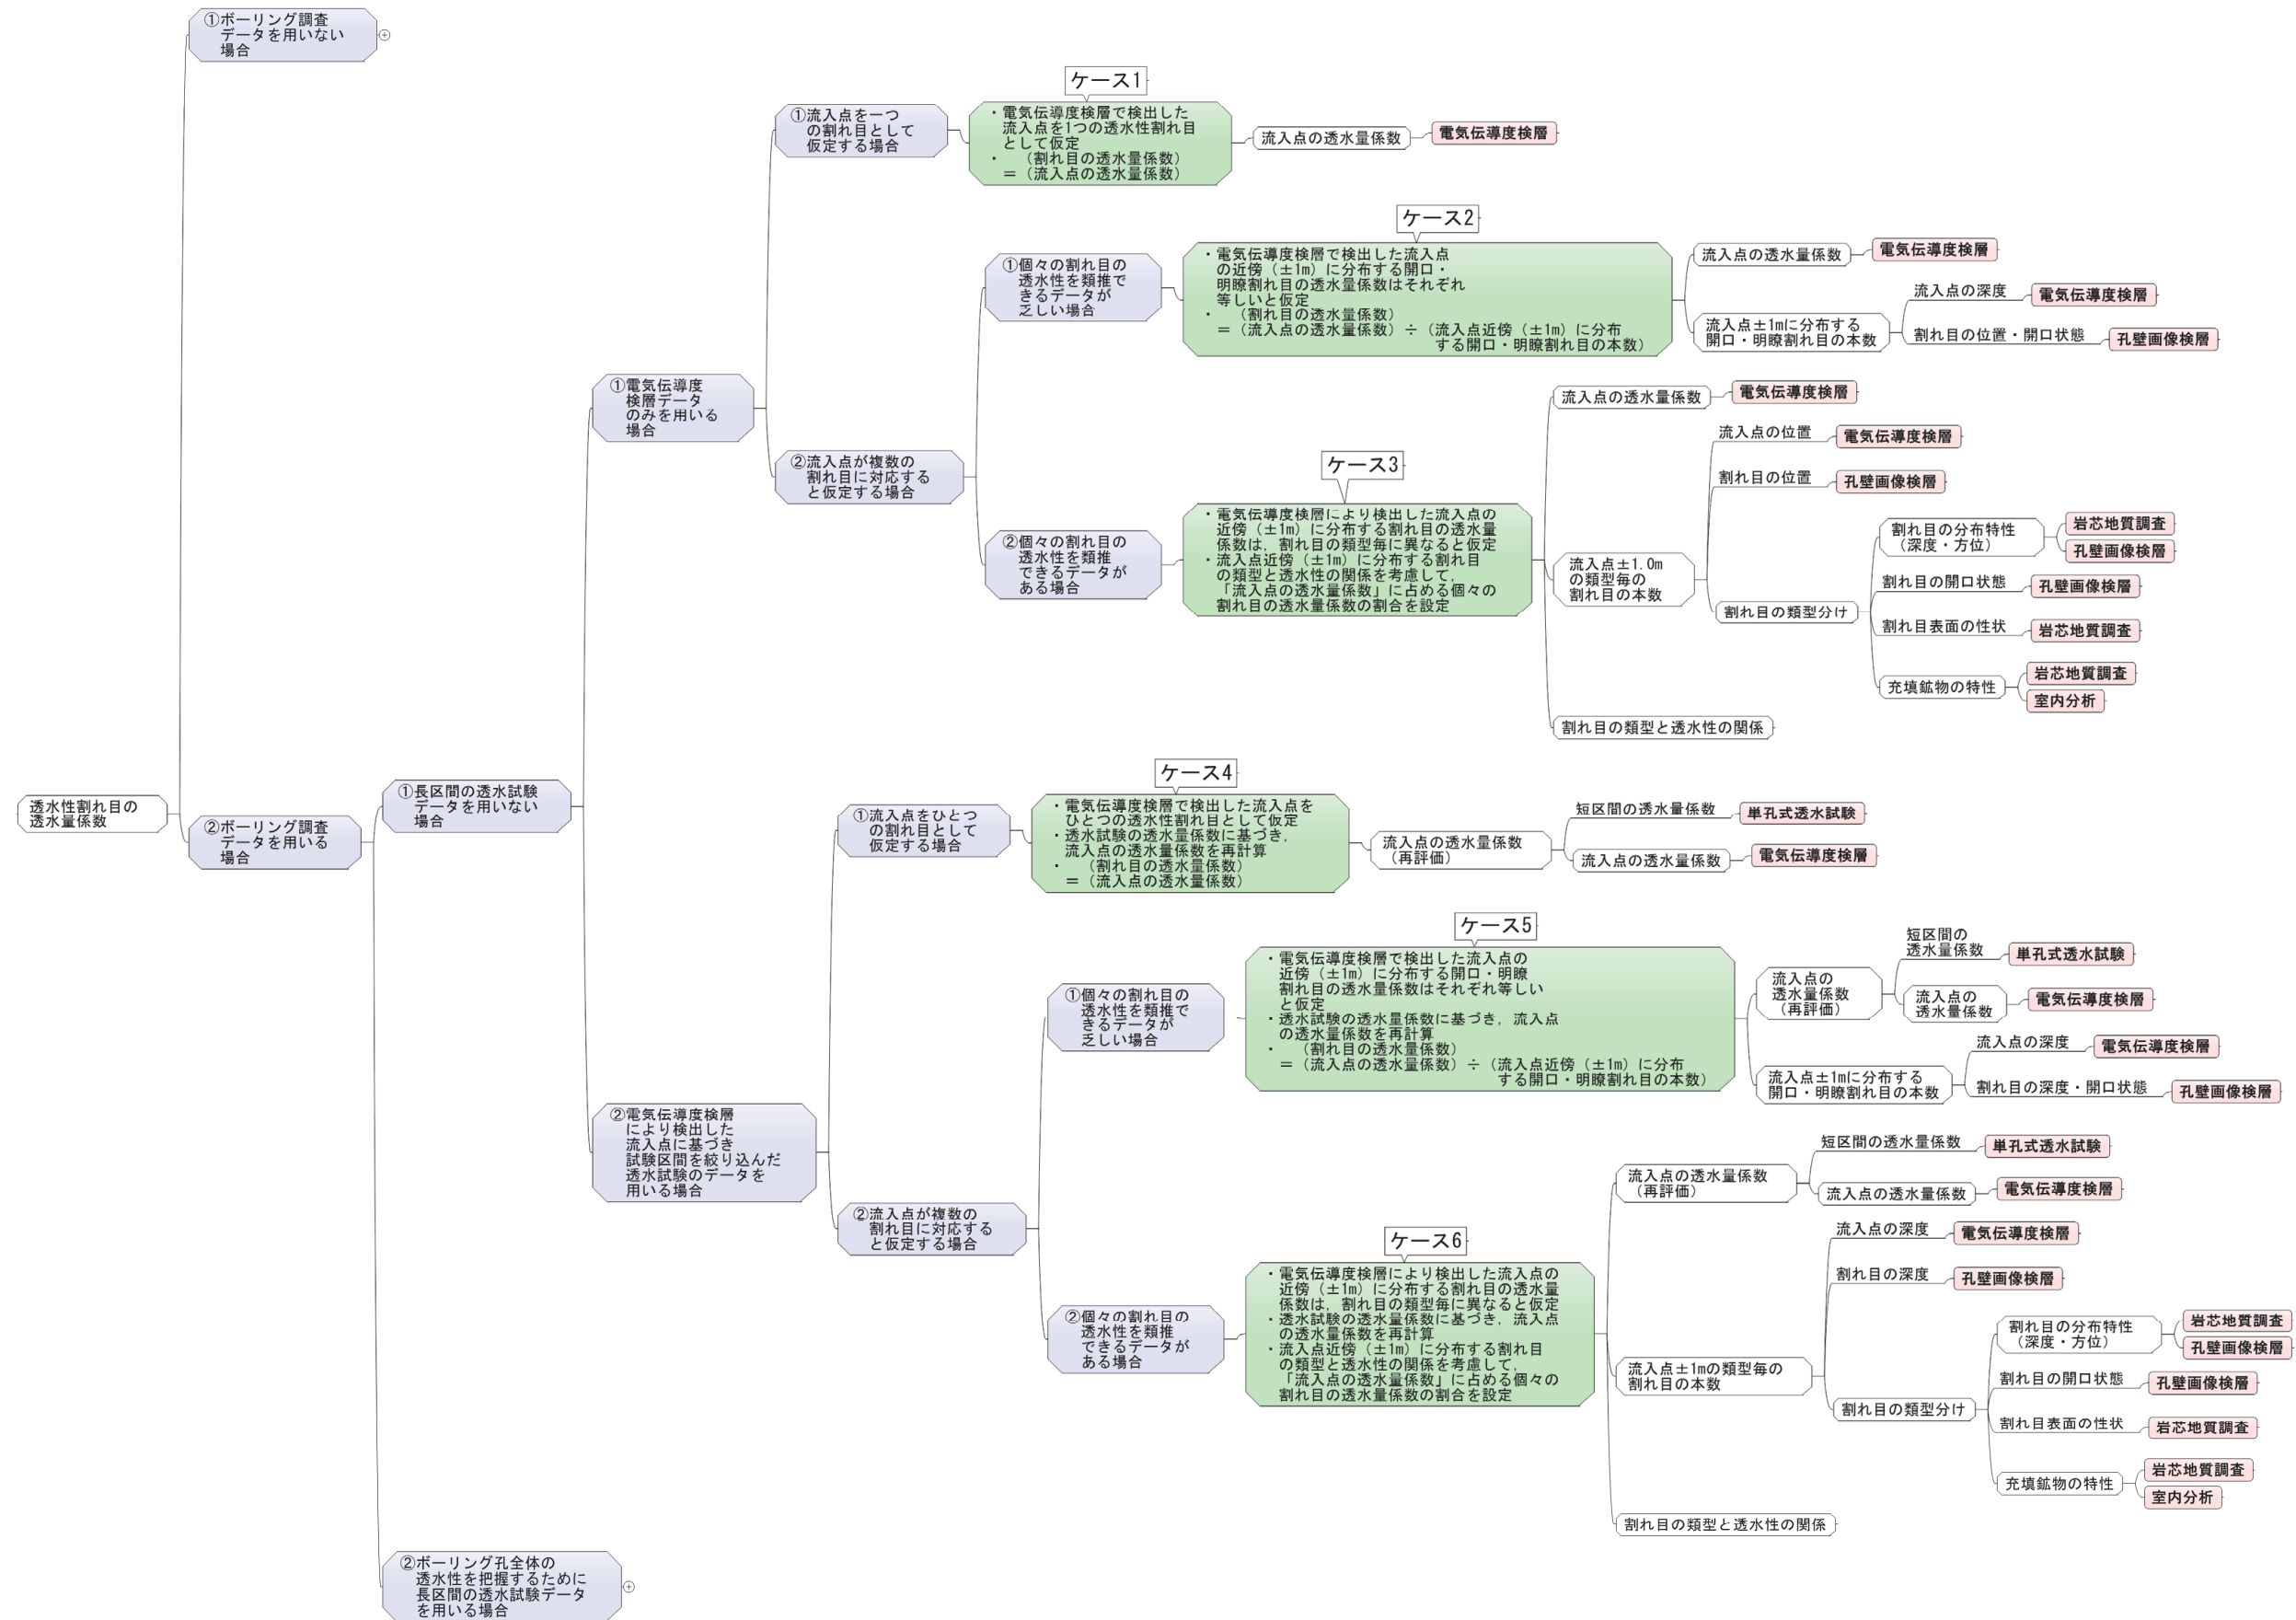 ①ボーリング調査
データを用いない
場合
ケース1
①流入点を一つ
の割れ目として
仮定する場合
・電気伝導度検層で検出した
流入点を1つの透水性割れ目
として仮定
・ （割れ目の透水量係数）
＝（流入点の透水量係数）
流入点の透水量係数
電気伝導度検層
ケース2
①個々の割れ目の
透水性を類推で
きるデータが
乏しい場合
・電気伝導度検層で検出した流入点
の近傍（±1m）に分布する開口・
明瞭割れ目の透水量係数はそれぞれ
等しいと仮定
・ （割れ目の透水量係数）
＝（流入点の透水量係数）÷（流入点近傍（±1m）に分布
する開口・明瞭割れ目の本数）
流入点の透水量係数
電気伝導度検層
流入点±1mに分布する
開口・明瞭割れ目の本数
流入点の深度
電気伝導度検層
割れ目の位置・開口状態
孔壁画像検層
①電気伝導度
検層データ
のみを用いる
場合
②流入点が複数の
割れ目に対応する
と仮定する場合
ケース3
②個々の割れ目の
透水性を類推
できるデータが
ある場合
・電気伝導度検層により検出した流入点の
近傍（±1m）に分布する割れ目の透水量
係数は，割れ目の類型毎に異なると仮定
・流入点近傍（±1m）に分布する割れ目
の類型と透水性の関係を考慮して，
「流入点の透水量係数」に占める個々の
割れ目の透水量係数の割合を設定
流入点の透水量係数
電気伝導度検層
流入点±1.0m
の類型毎の
割れ目の本数
流入点の位置
電気伝導度検層
割れ目の位置
孔壁画像検層
割れ目の類型分け
割れ目の分布特性
（深度・方位）
岩芯地質調査
孔壁画像検層
割れ目の開口状態
孔壁画像検層
割れ目表面の性状
岩芯地質調査
充填鉱物の特性
岩芯地質調査
室内分析
割れ目の類型と透水性の関係
透水性割れ目の
透水量係数
②ボーリング調査
データを用いる
場合
①長区間の透水試験
データを用いない
場合
ケース4
①流入点をひとつ
の割れ目として
仮定する場合
・電気伝導度検層で検出した流入点を
ひとつの透水性割れ目として仮定
・透水試験の透水量係数に基づき，
流入点の透水量係数を再計算
・ （割れ目の透水量係数）
＝（流入点の透水量係数）
流入点の透水量係数
（再評価）
短区間の透水量係数
単孔式透水試験
流入点の透水量係数
電気伝導度検層
ケース5
①個々の割れ目の
透水性を類推で
きるデータが
乏しい場合
・電気伝導度検層で検出した流入点の
近傍（±1m）に分布する開口・明瞭
割れ目の透水量係数はそれぞれ等しい
と仮定
・透水試験の透水量係数に基づき，流入点
の透水量係数を再計算
・ （割れ目の透水量係数）
＝（流入点の透水量係数）÷（流入点近傍（±1m）に分布
する開口・明瞭割れ目の本数）
流入点の
透水量係数
（再評価）
短区間の
透水量係数
単孔式透水試験
流入点の
透水量係数
電気伝導度検層
流入点±1mに分布する
開口・明瞭割れ目の本数
流入点の深度
電気伝導度検層
割れ目の深度・開口状態
孔壁画像検層
②電気伝導度検層
により検出した
流入点に基づき
試験区間を絞り込んだ
透水試験のデータを
用いる場合
②流入点が複数の
割れ目に対応する
と仮定する場合
ケース6
②個々の割れ目の
透水性を類推
できるデータが
ある場合
・電気伝導度検層により検出した流入点の
近傍（±1m）に分布する割れ目の透水量
係数は，割れ目の類型毎に異なると仮定
・透水試験の透水量係数に基づき，流入点
の透水量係数を再計算
・流入点近傍（±1m）に分布する割れ目
の類型と透水性の関係を考慮して，
「流入点の透水量係数」に占める個々の
割れ目の透水量係数の割合を設定
流入点の透水量係数
（再評価）
短区間の透水量係数
単孔式透水試験
流入点の透水量係数
電気伝導度検層
流入点±1mの類型毎の
割れ目の本数
流入点の深度
電気伝導度検層
割れ目の深度
孔壁画像検層
割れ目の類型分け
割れ目の分布特性
（深度・方位）
岩芯地質調査
孔壁画像検層
割れ目の開口状態
孔壁画像検層
割れ目表面の性状
岩芯地質調査
充填鉱物の特性
岩芯地質調査
室内分析
割れ目の類型と透水性の関係
②ボーリング孔全体の
透水性を把握するために
長区間の透水試験データ
を用いる場合